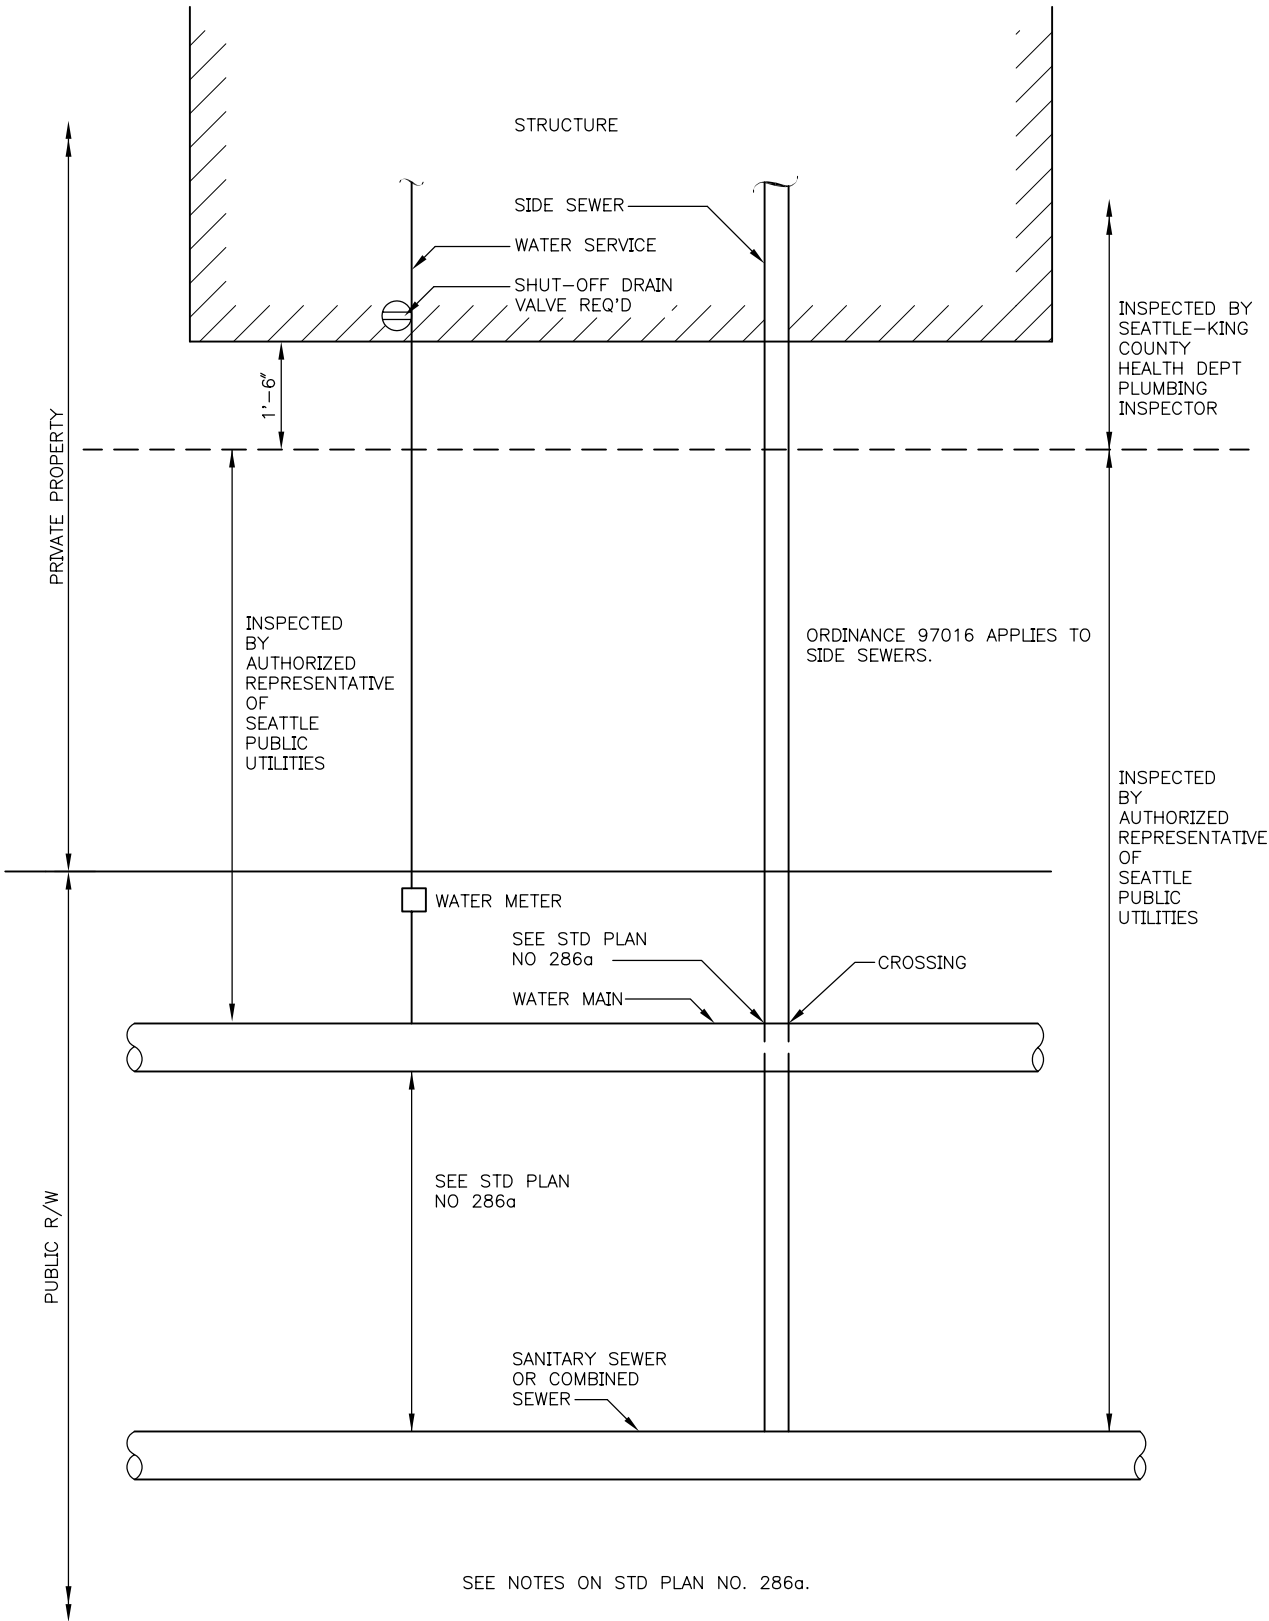 STRUCTURE
SIDE SEWER
WATER SERVICE
SHUT-OFF DRAIN
VALVE REQ'D
INSPECTED BY
SEATTLE-KING
COUNTY
HEALTH DEPT
PLUMBING
INSPECTOR
1'-6"
PRIVATE PROPERTY
INSPECTED
BY
AUTHORIZED
REPRESENTATIVE
OF
SEATTLE
PUBLIC
UTILITIES
ORDINANCE 97016 APPLIES TO
SIDE SEWERS.
INSPECTED
BY
AUTHORIZED
REPRESENTATIVE
OF
SEATTLE
PUBLIC
UTILITIES
WATER METER
SEE STD PLAN
NO 286a
CROSSING
WATER MAIN
SEE STD PLAN
NO 286a
PUBLIC R/W
SANITARY SEWER
OR COMBINED
SEWER
SEE NOTES ON STD PLAN NO. 286a.